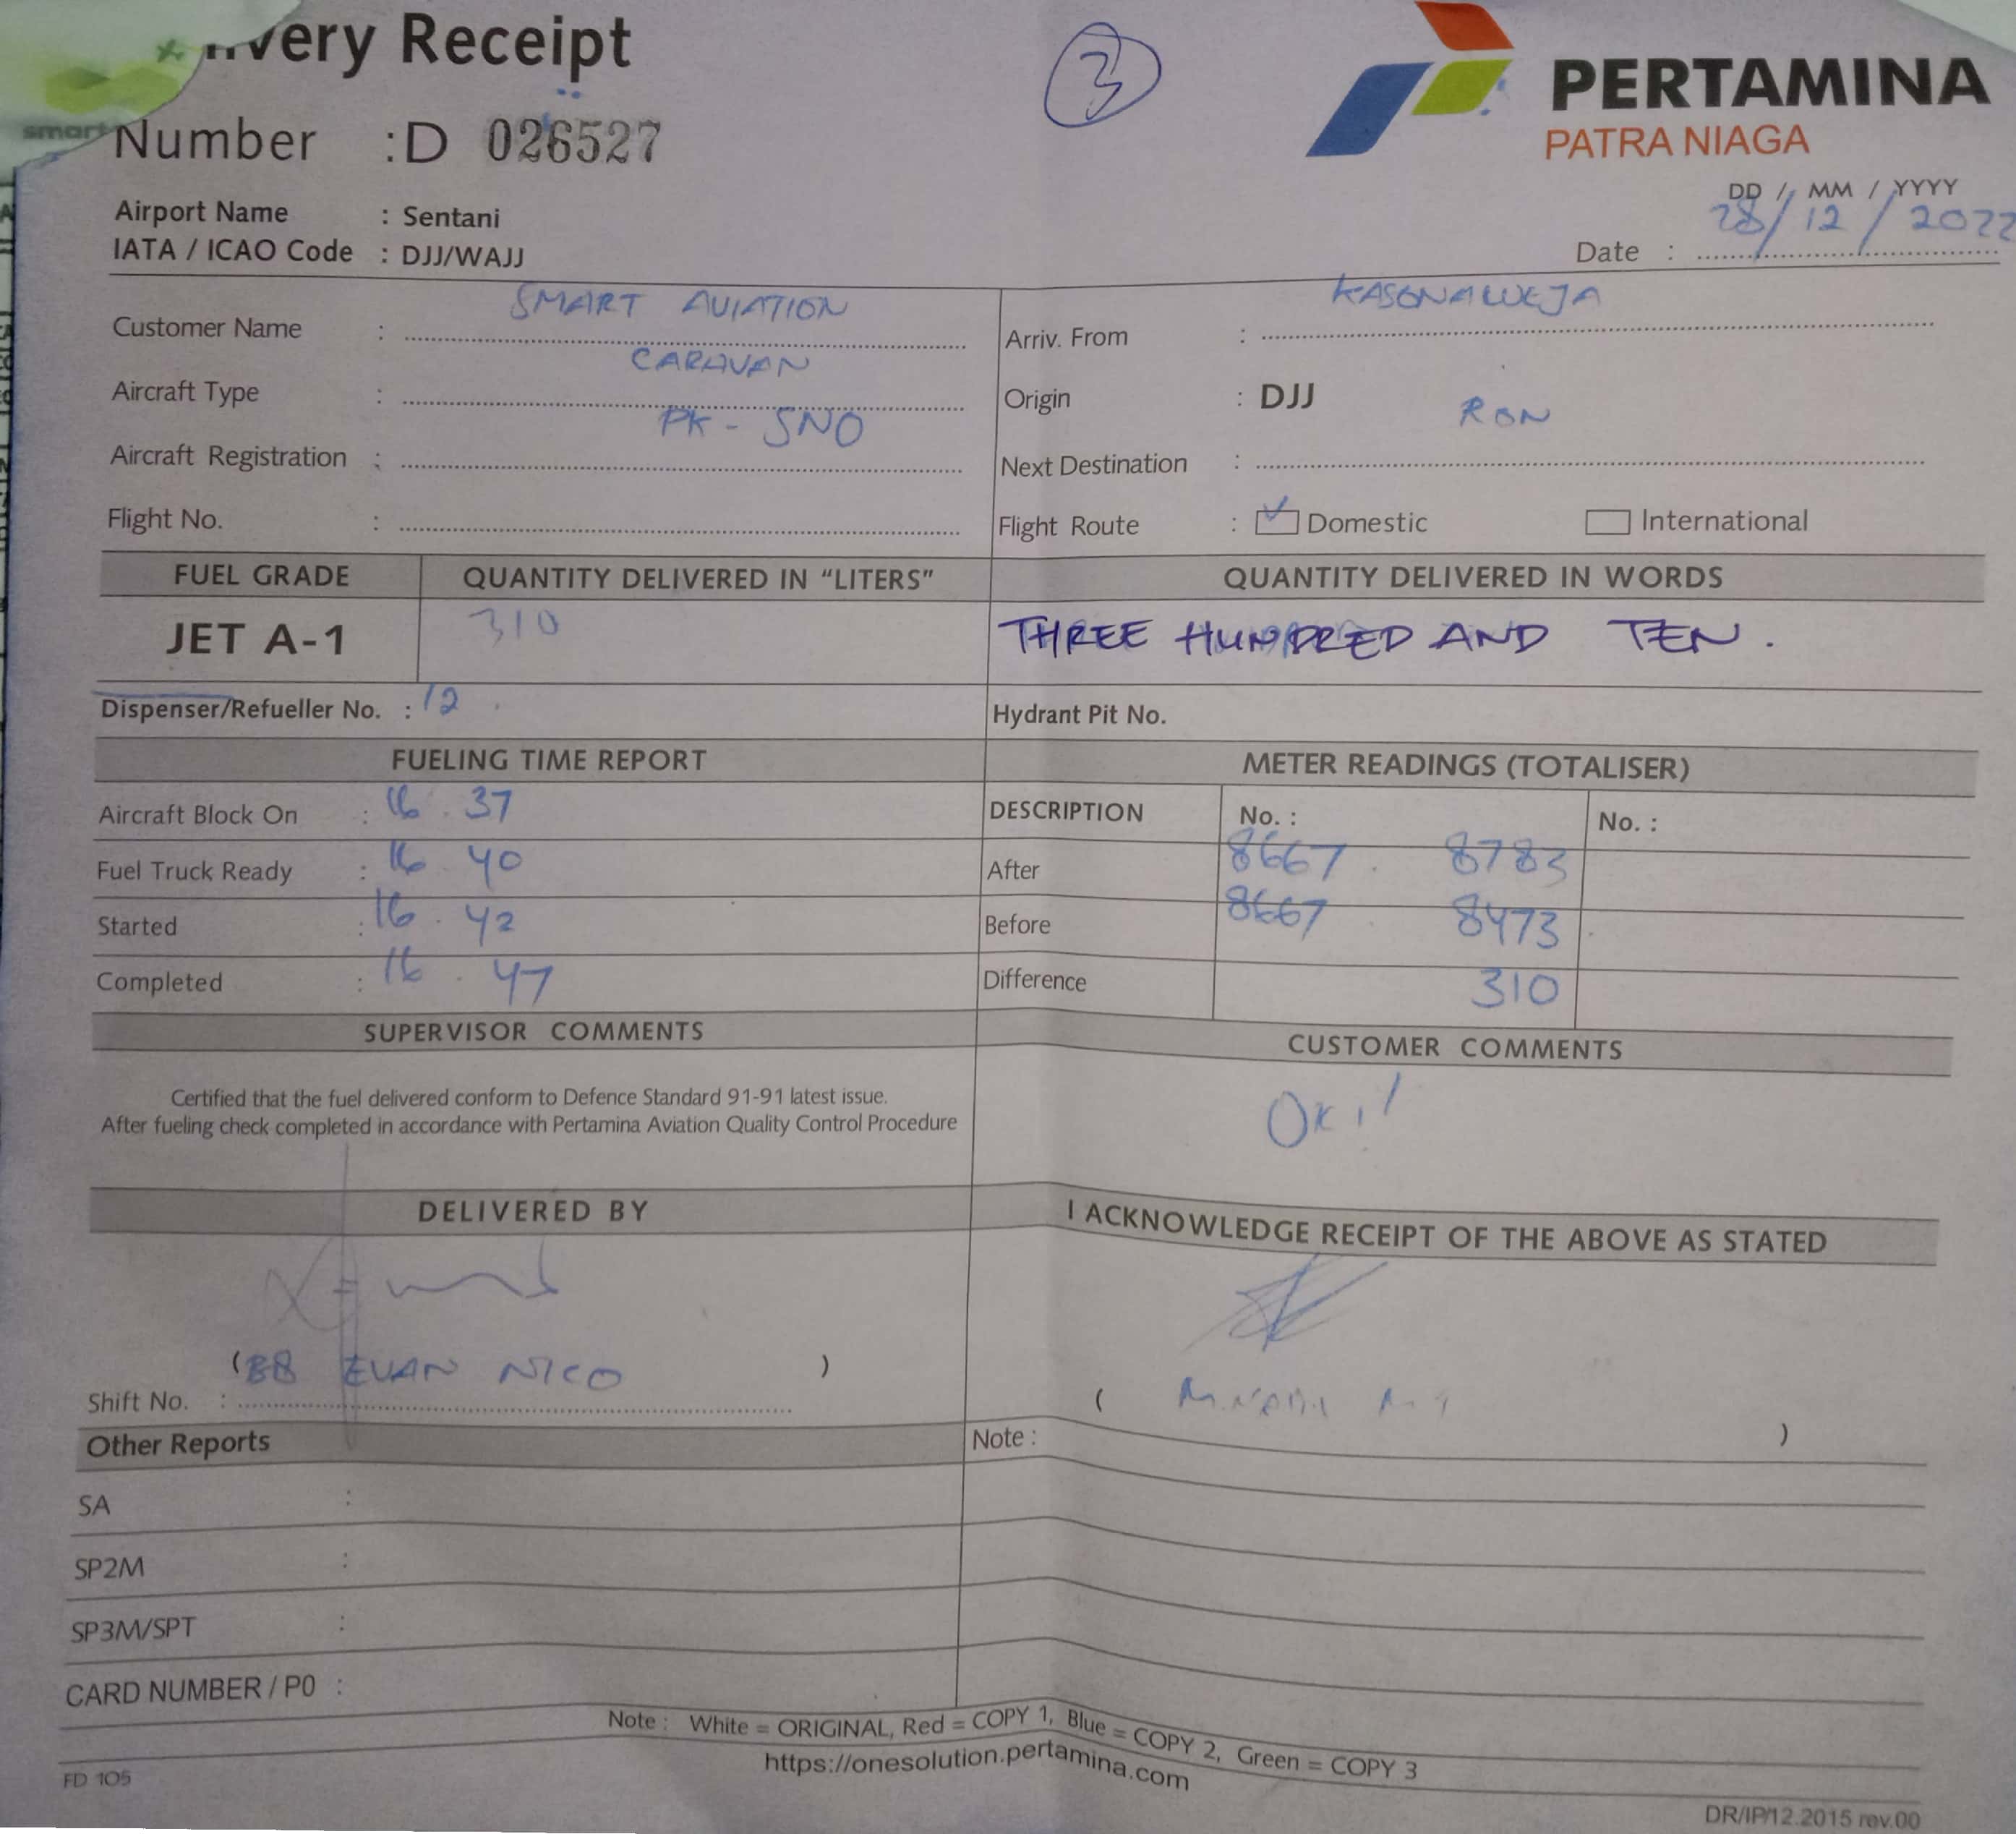 very Receipt
3
PERTAMINA
PATRA NIAGA
smart
Number : D 026527
DD / MM / YYYY
Airport Name : Sentani
Date : 28/12/2022
IATA / ICAO Code : DJJ/WAJJ
Customer Name : SMART AVIATION
Arriv. From : KASONAWEJA
Aircraft Type : CARAVAN
Origin : DJJ
Aircraft Registration : PK - SNO
Next Destination : RON
Flight No. :
Flight Route : Domestic International
FUEL GRADE QUANTITY DELIVERED IN “LITERS” QUANTITY DELIVERED IN WORDS
JET A-1 310 THREE HUNDRED AND TEN .
Dispenser/Refueller No. : 12 .
Hydrant Pit No.
FUELING TIME REPORT METER READINGS (TOTALISER)
Aircraft Block On : 16 . 37
DESCRIPTION No. : No. :
Fuel Truck Ready : 16 40
After 8667 . 8783
Started : 16 . 42
Before 8667 8473
Completed : 16 . 47
Difference 310
SUPERVISOR COMMENTS CUSTOMER COMMENTS
Certified that the fuel delivered conform to Defence Standard 91-91 latest issue.
After fueling check completed in accordance with Pertamina Aviation Quality Control Procedure
DELIVERED BY I ACKNOWLEDGE RECEIPT OF THE ABOVE AS STATED
( BB EVAN NICO )
Shift No. :
( )
Other Reports Note :
SA :
SP2M :
SP3M/SPT :
CARD NUMBER / P0 :
Note : White = ORIGINAL, Red = COPY 1, Blue = COPY 2, Green = COPY 3
https://onesolution.pertamina.com
FD 105
DR/IP/12.2015 rev.00